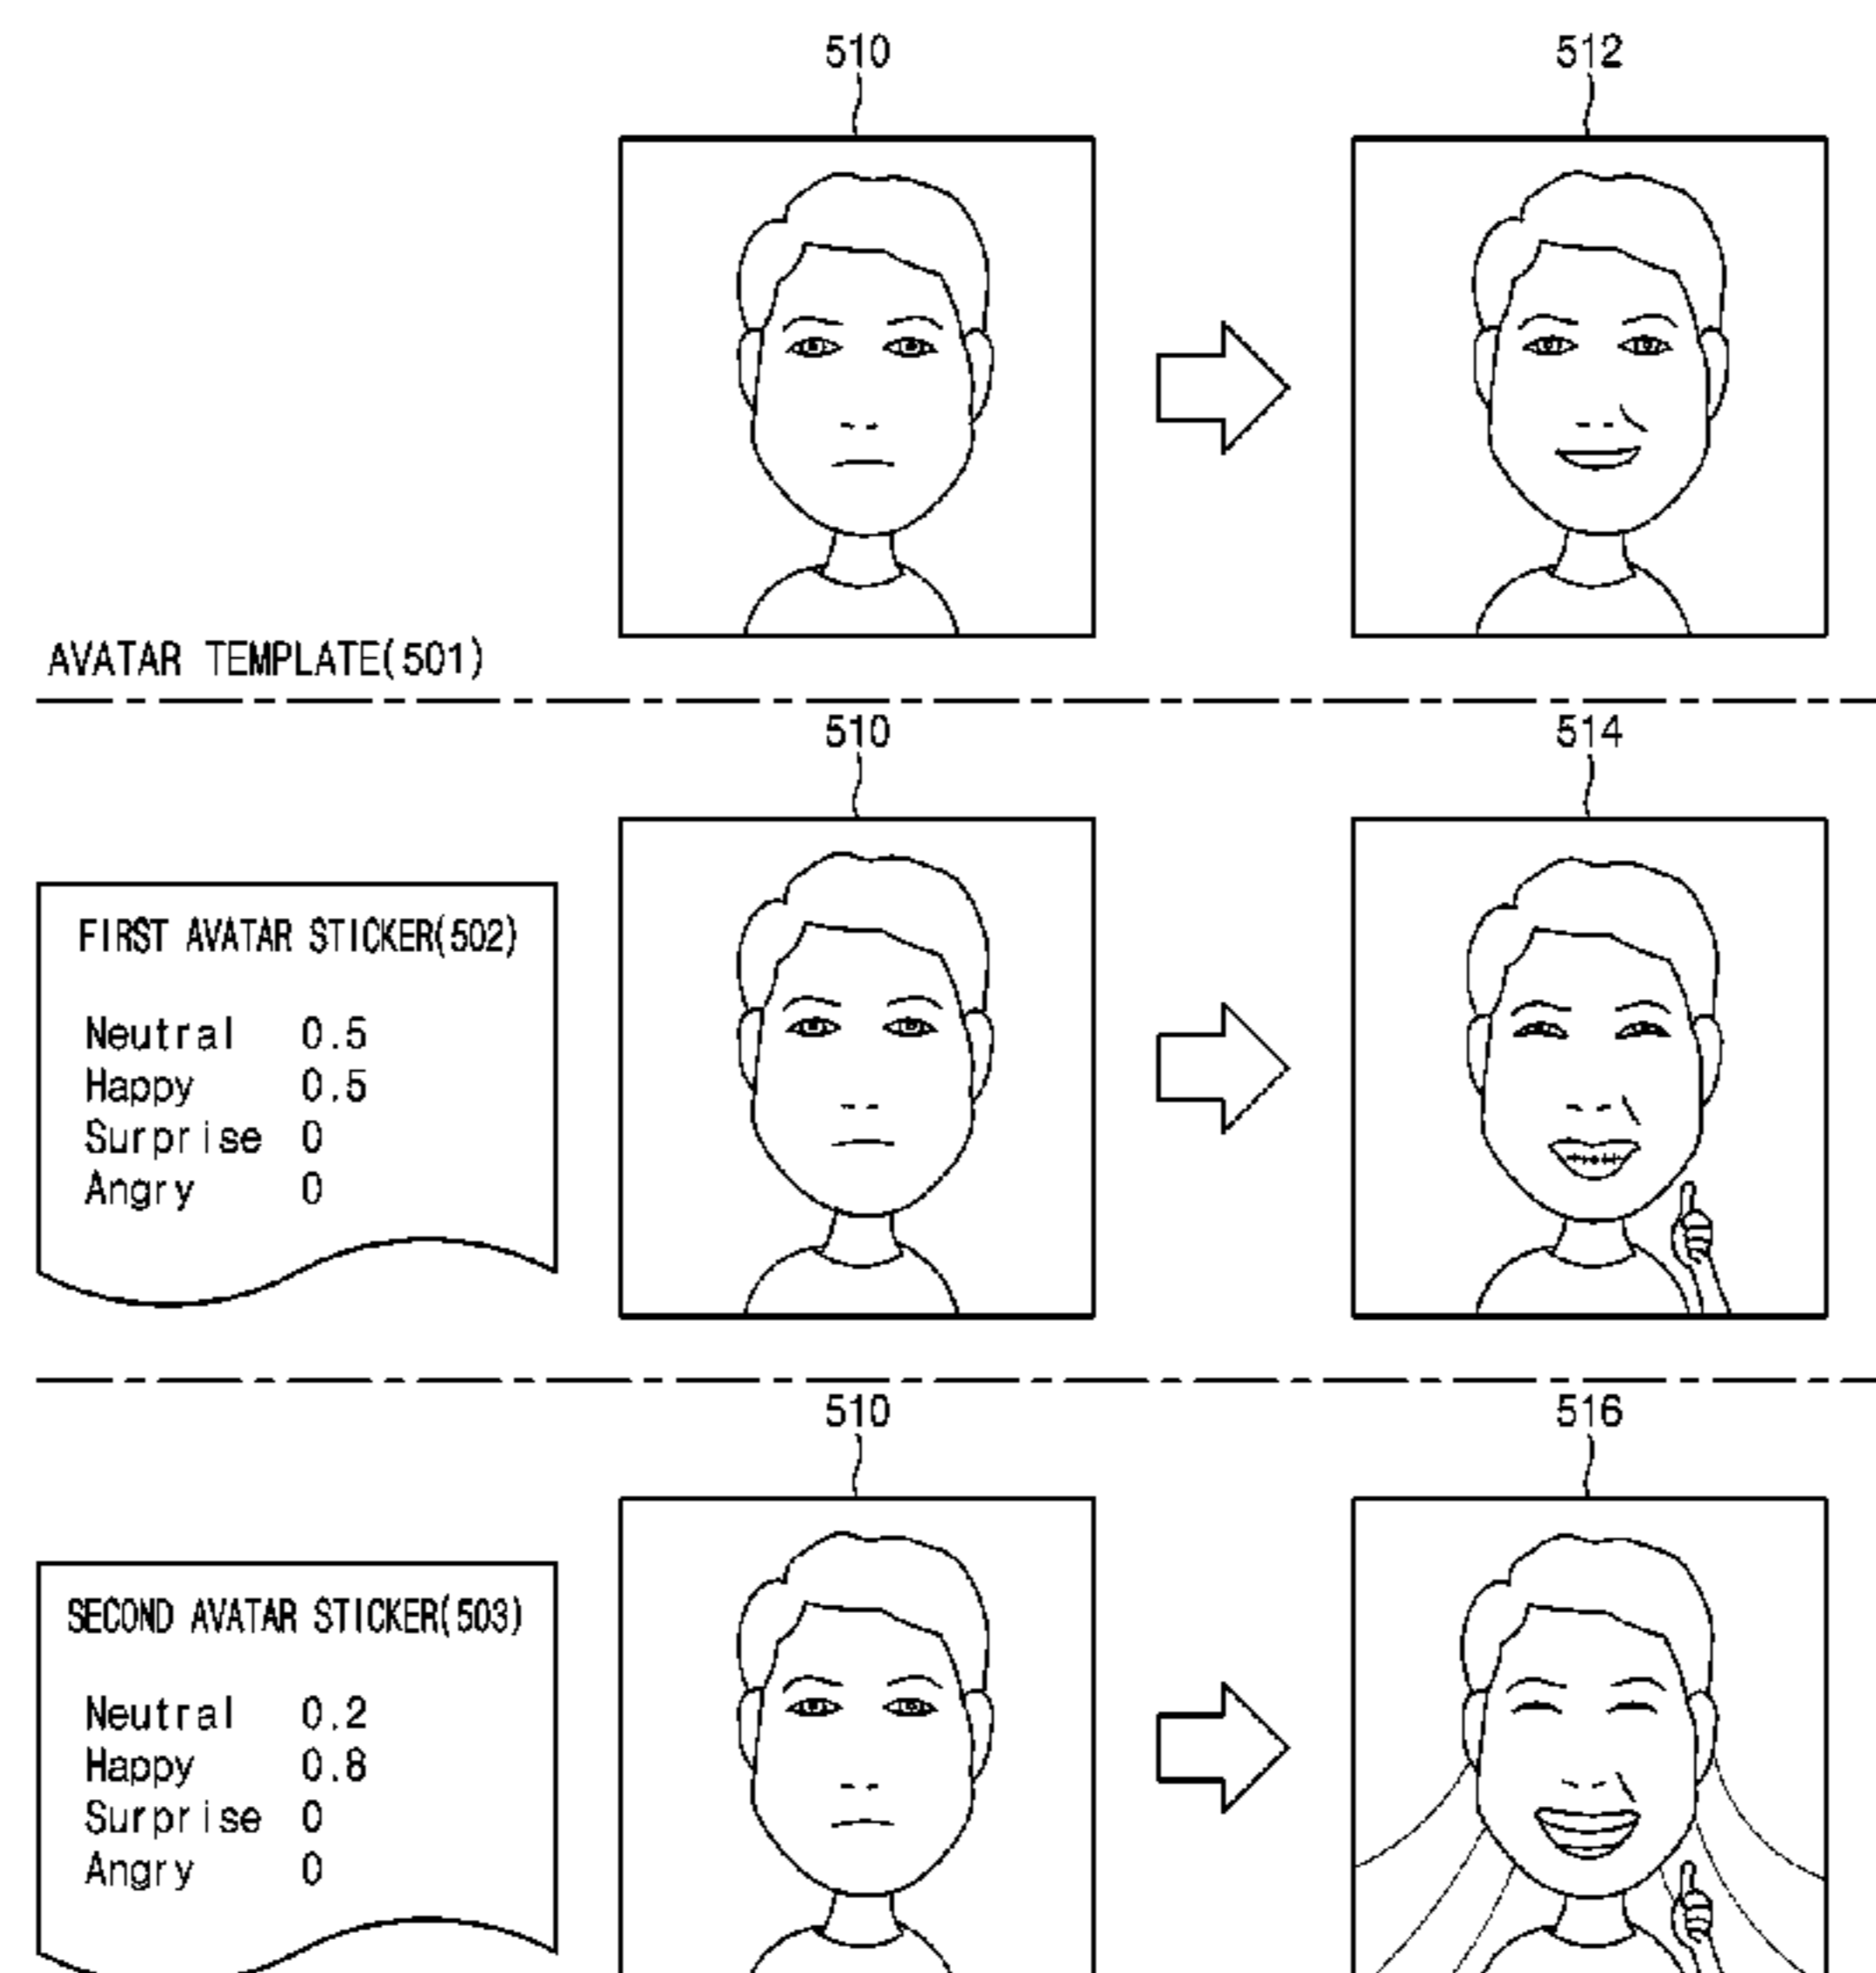 510
512
AVATAR TEMPLATE(501)
510
514
FIRST AVATAR STICKER(502)
Neutral 0.5
Happy 0.5
Surprise 0
Angry 0
510
516
SECOND AVATAR STICKER(503)
Neutral 0.2
Happy 0.8
Surprise 0
Angry 0